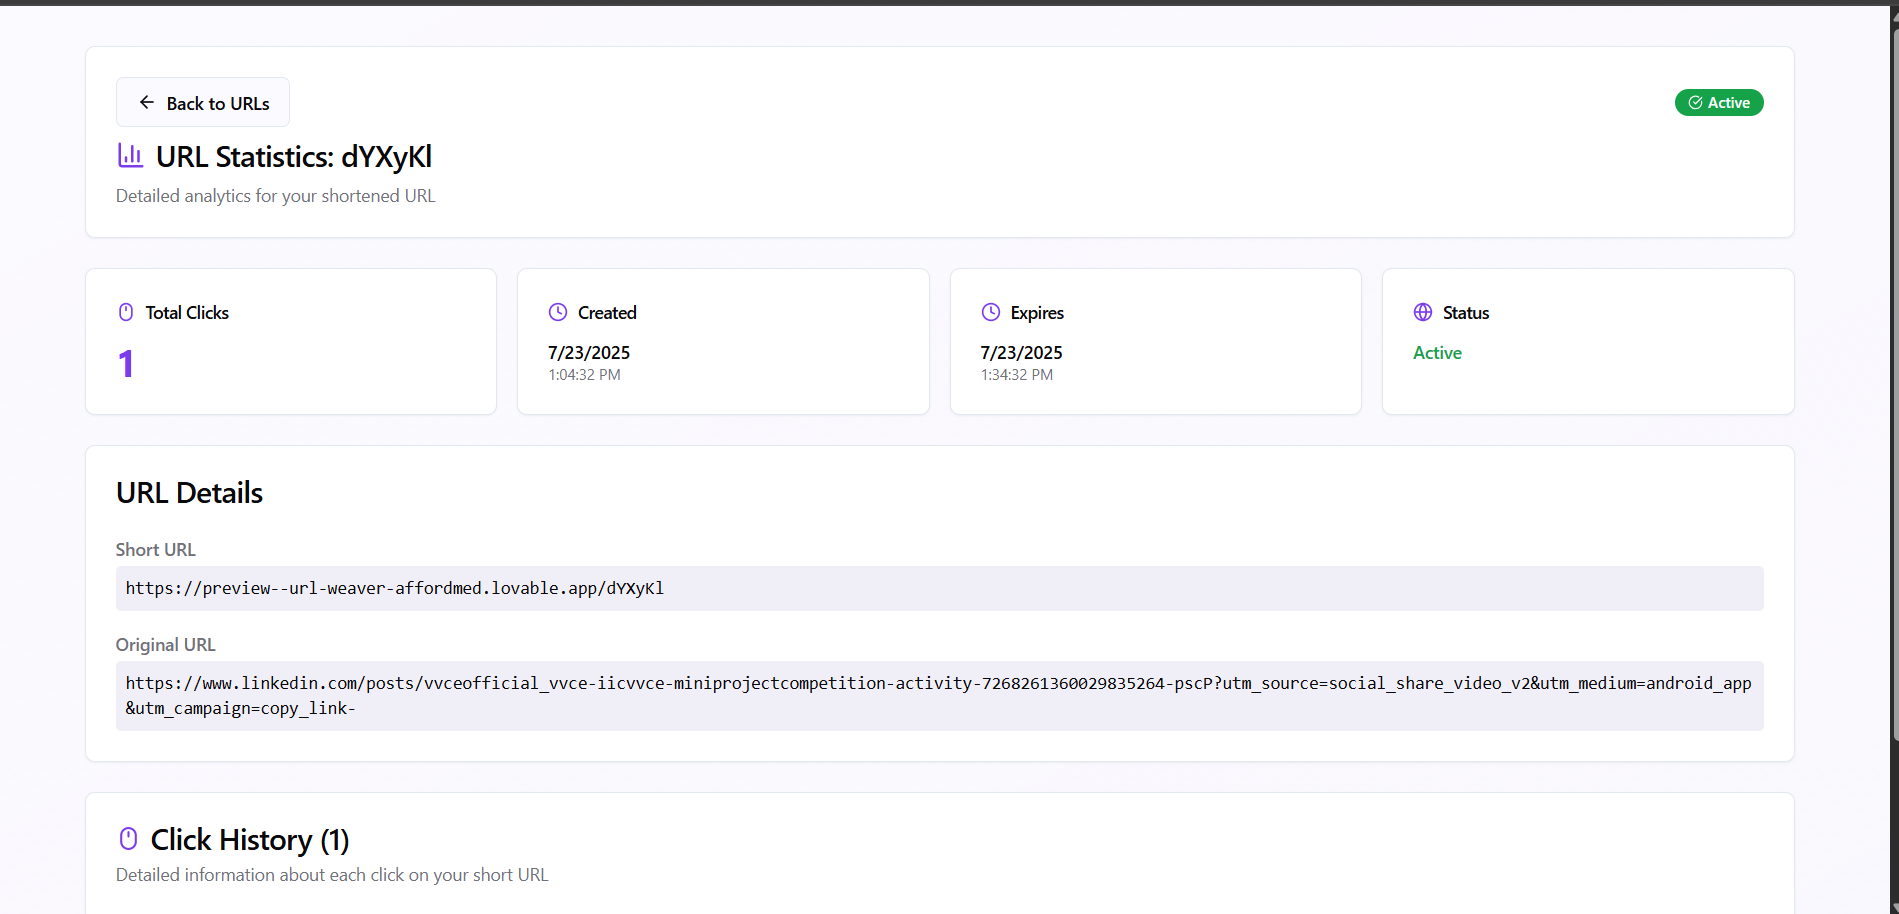 Back to URLs
Active
URL Statistics: dYXyKl
Detailed analytics for your shortened URL
Total Clicks
1
Created
7/23/2025
1:04:32 PM
Expires
7/23/2025
1:34:32 PM
Status
Active
URL Details
Short URL
https://preview--url-weaver-affordmed.lovable.app/dYXyKl
Original URL
https://www.linkedin.com/posts/vvceofficial_vvce-iicvvce-miniprojectcompetition-activity-7268261360029835264-pscP?utm_source=social_share_video_v2&utm_medium=android_app
&utm_campaign=copy_link-
Click History (1)
Detailed information about each click on your short URL